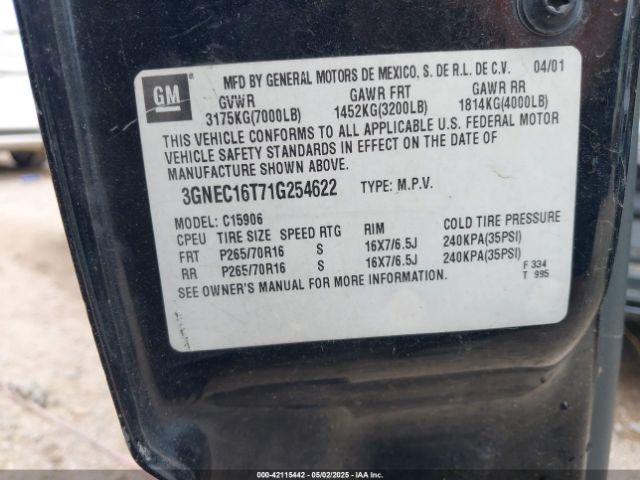 GM
MFD BY GENERAL MOTORS DE MEXICO, S. DE R.L. DE C.V. 04/01
GVWR GAWR FRT GAWR RR
3175KG(7000LB) 1452KG(3200LB) 1814KG(4000LB)
THIS VEHICLE CONFORMS TO ALL APPLICABLE U.S. FEDERAL MOTOR
VEHICLE SAFETY STANDARDS IN EFFECT ON THE DATE OF
MANUFACTURE SHOWN ABOVE.
3GNEC16T71G254622 TYPE: M.P.V.
MODEL: C15906
CPEU TIRE SIZE SPEED RTG RIM COLD TIRE PRESSURE
FRT P265/70R16 S 16X7/6.5J 240KPA(35PSI)
RR P265/70R16 S 16X7/6.5J 240KPA(35PSI)
SEE OWNER'S MANUAL FOR MORE INFORMATION. F 334
T 995
000-42115442 - 05/02/2025 - IAAI.COM